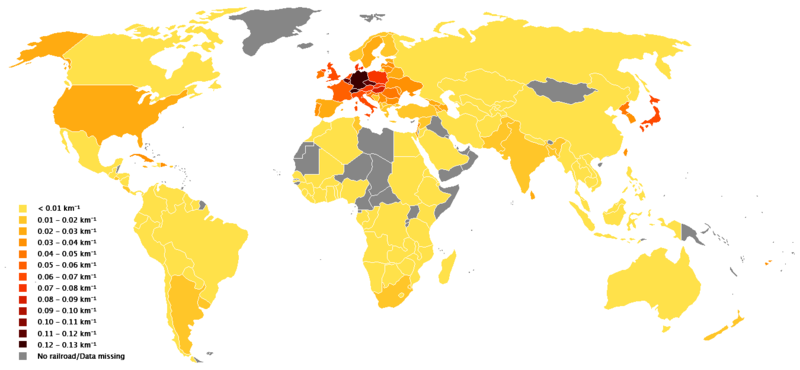 < 0.01 km⁻¹
0.01 – 0.02 km⁻¹
0.02 – 0.03 km⁻¹
0.03 – 0.04 km⁻¹
0.04 – 0.05 km⁻¹
0.05 – 0.06 km⁻¹
0.06 – 0.07 km⁻¹
0.07 – 0.08 km⁻¹
0.08 – 0.09 km⁻¹
0.09 – 0.10 km⁻¹
0.10 – 0.11 km⁻¹
0.11 – 0.12 km⁻¹
0.12 – 0.13 km⁻¹
No railroad/Data missing